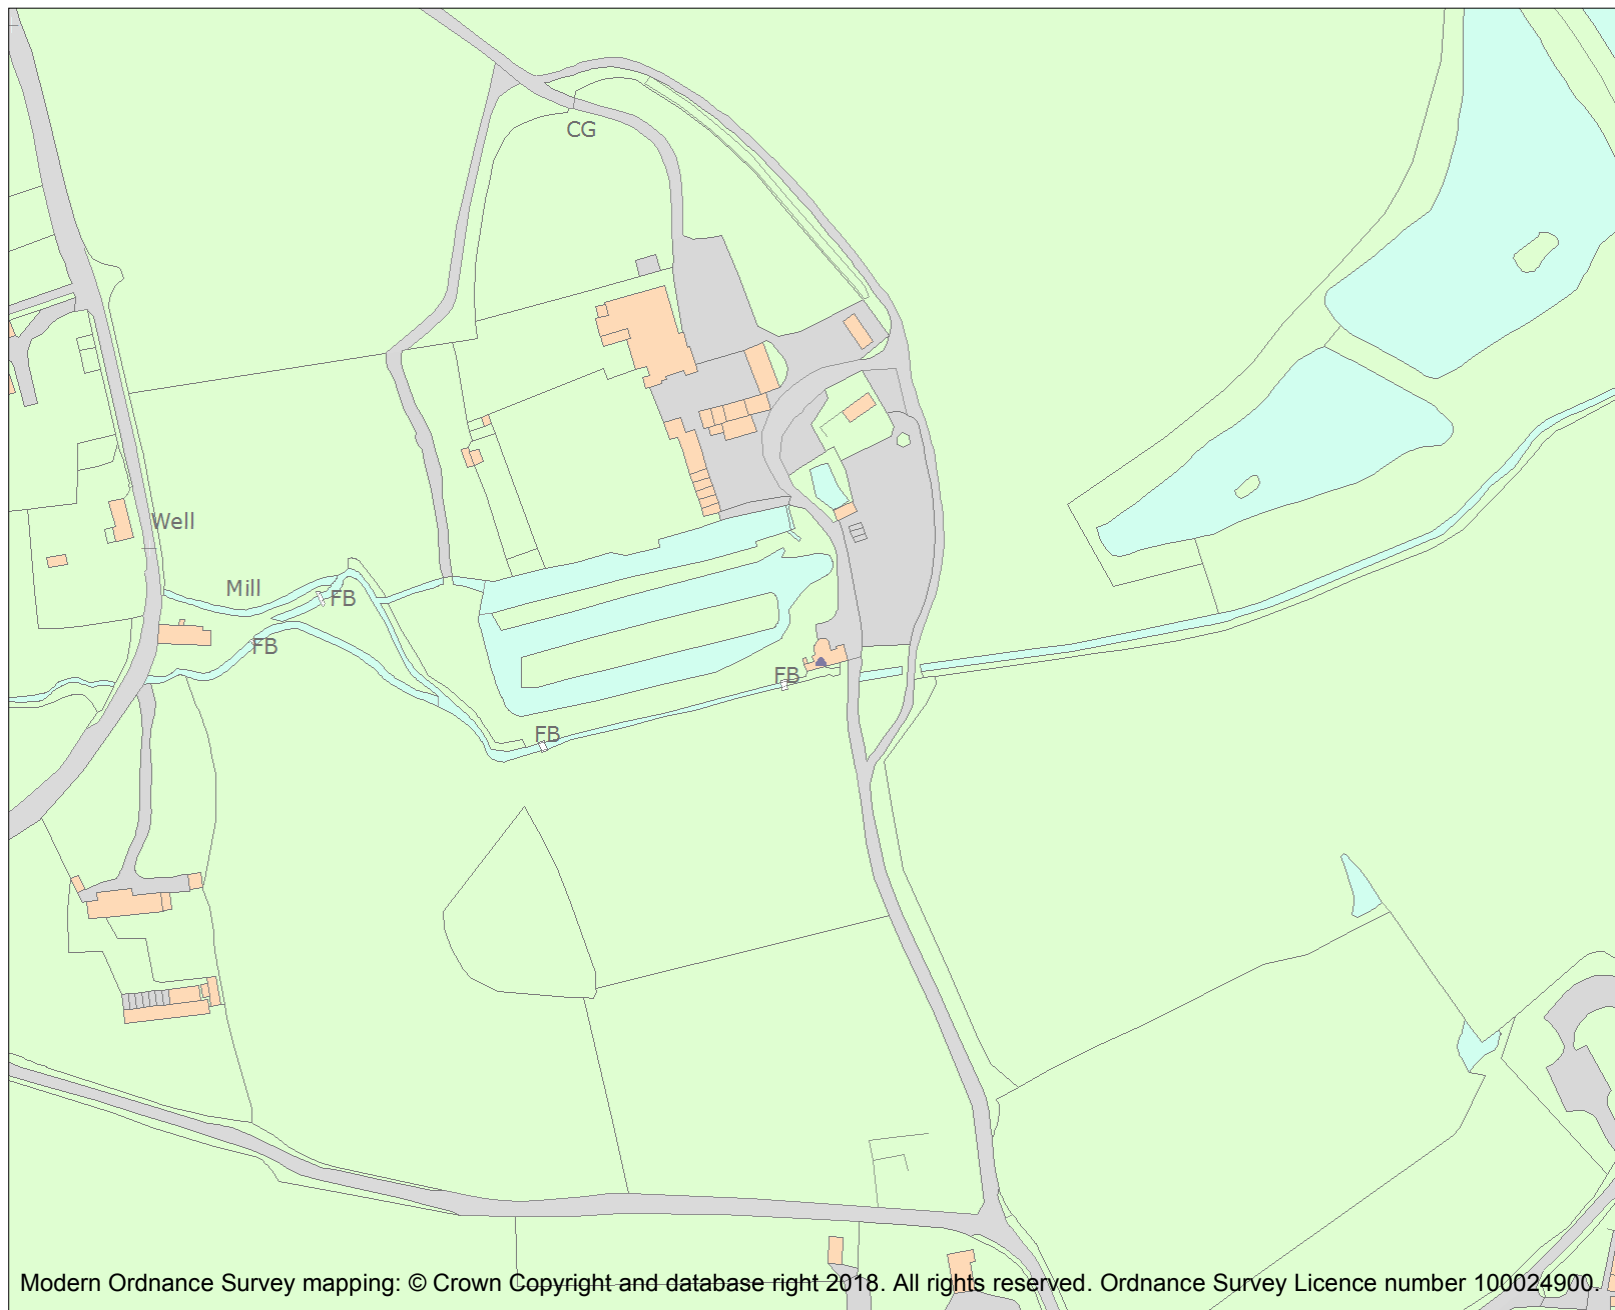 CG
Well
Mill
FB
FB
FB
FB
Modern Ordnance Survey mapping: © Crown Copyright and database right 2018. All rights reserved. Ordnance Survey Licence number 100024900.